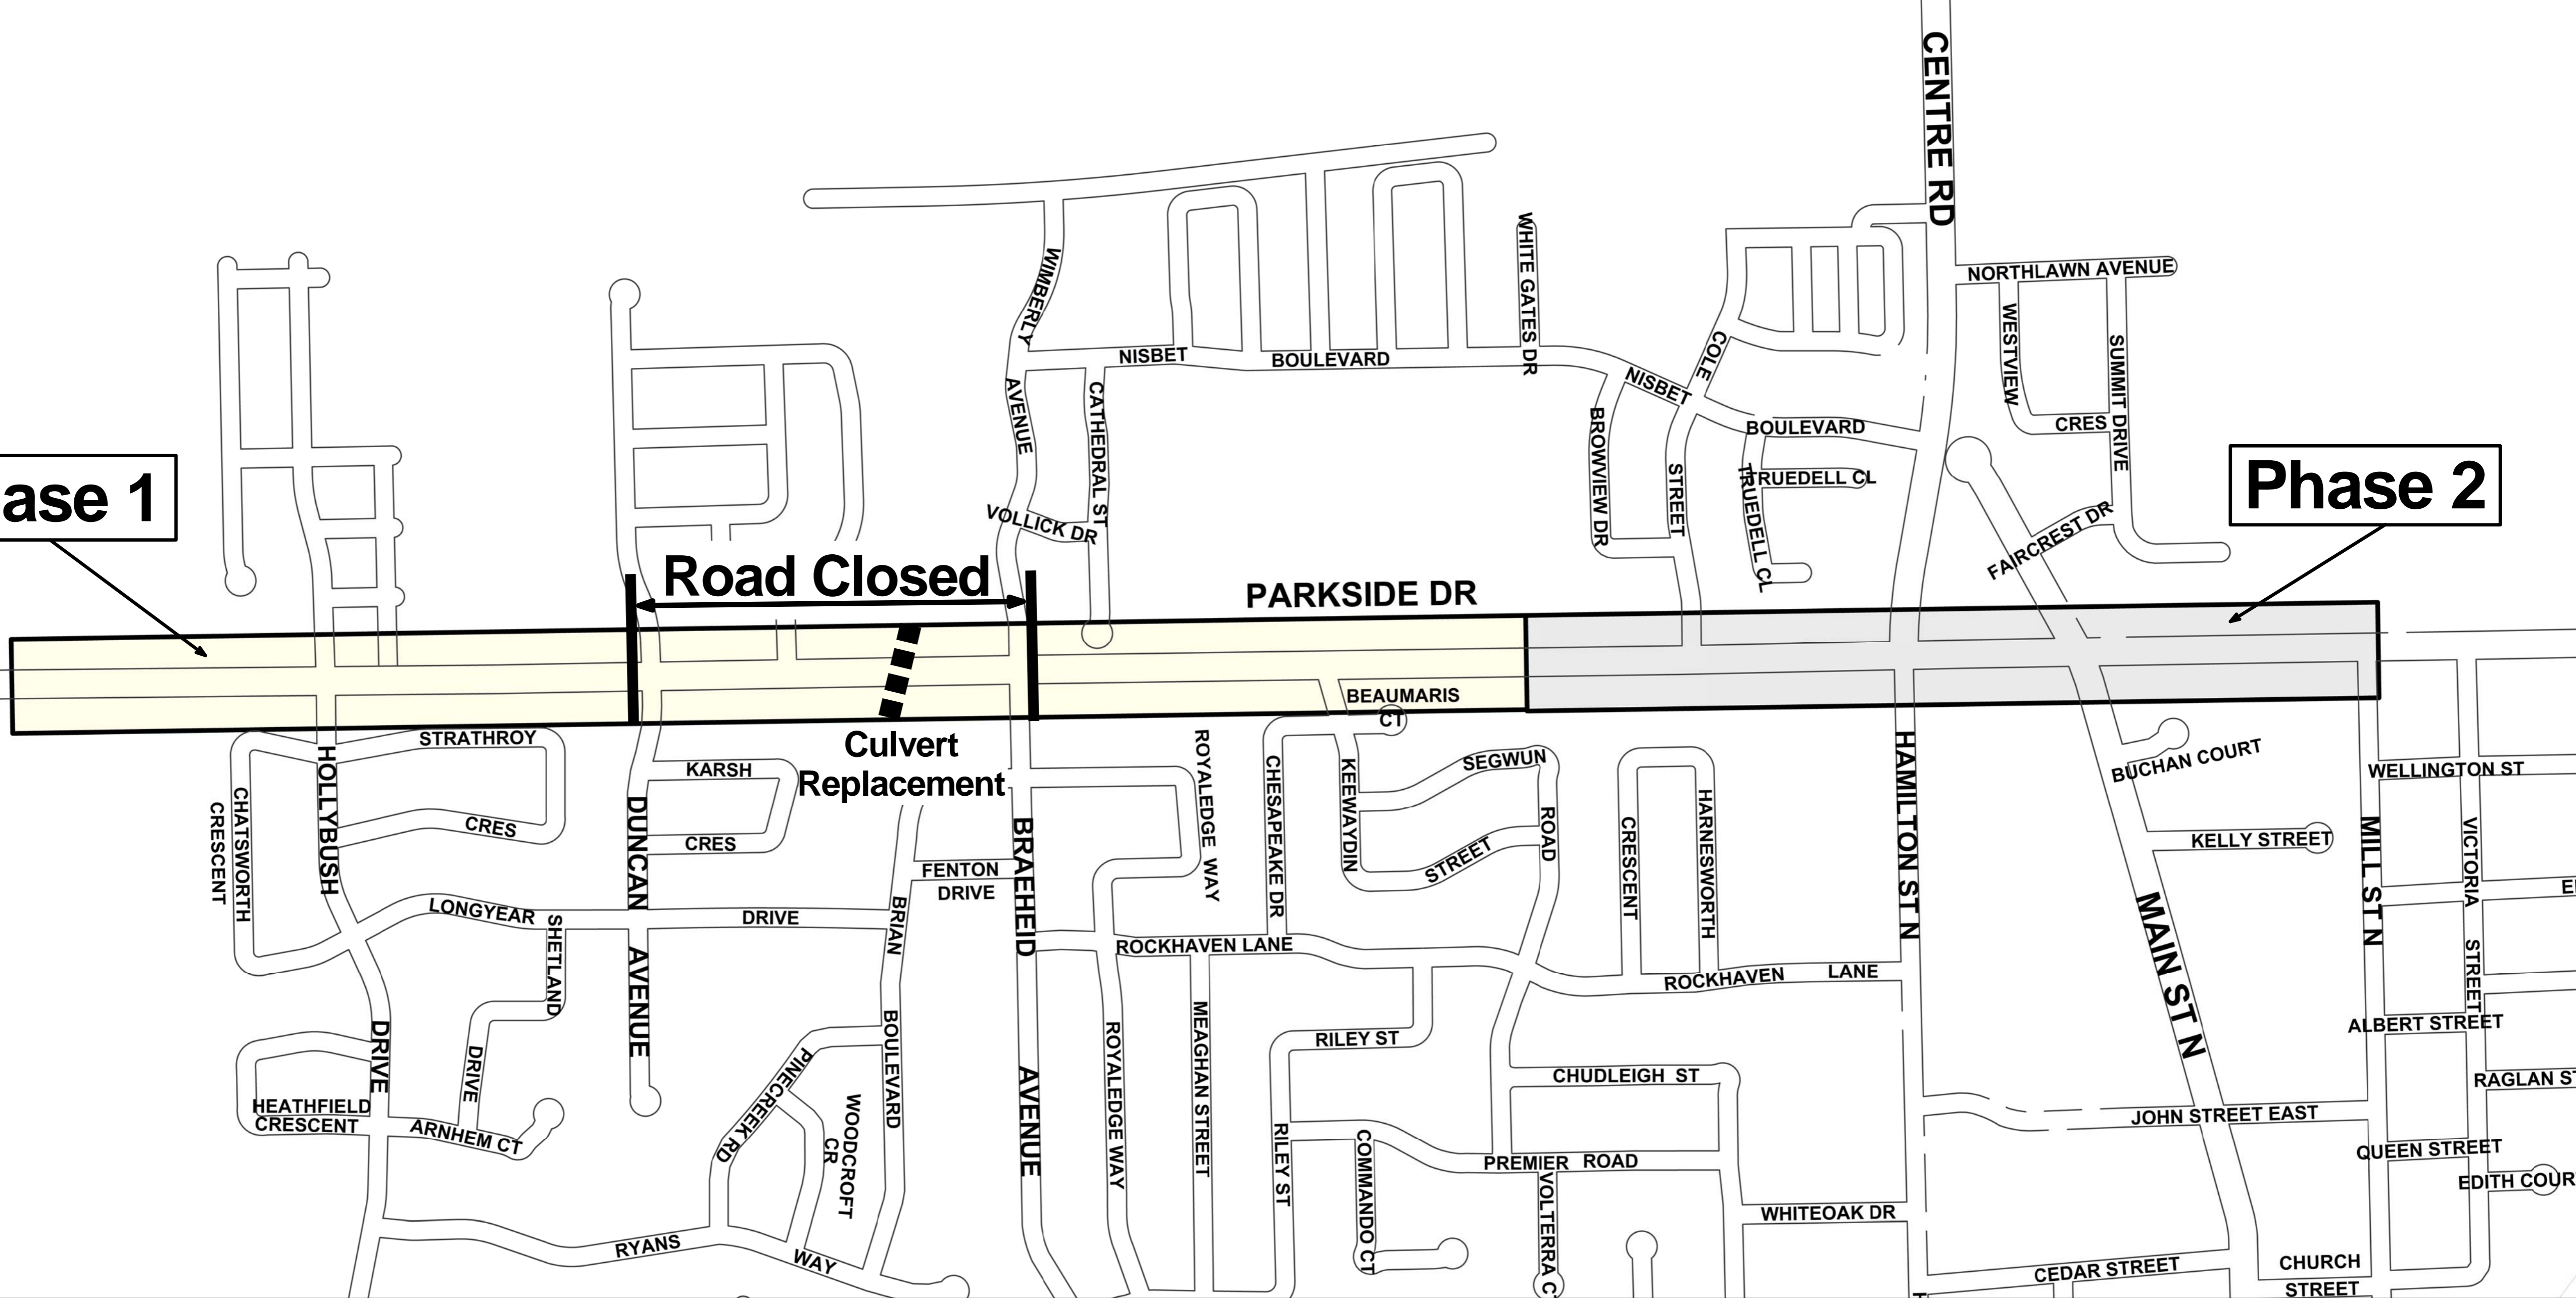 CENTRE RD
WHITE GATES DR
WIMBERLY
AVENUE
NORTHLAWN AVENUE
WESTVIEW
CRES
SUMMIT DRIVE
NISBET
BOULEVARD
COLE
STREET
NISBET
BOULEVARD
CATHEDRAL ST
BROWVIEW DR
TRUEDELL CL
TRUEDELL CL
VOLLICK DR
FAIRCREST DR
ase 1
Phase 2
Road Closed
PARKSIDE DR
BEAUMARIS
CT
Culvert
Replacement
STRATHROY
CRES
HOLLYBUSH
DRIVE
CHATSWORTH
CRESCENT
KARSH
CRES
DUNCAN
AVENUE
LONGYEAR
DRIVE
SHETLAND
DRIVE
FENTON
DRIVE
BRIAN
BOULEVARD
BRAEHEID
AVENUE
ROYALEDGE WAY
CHESAPEAKE DR
KEEWAYDIN
STREET
SEGWUN
ROAD
CRESCENT
HARNESWORTH
HAMILTON ST N
BUCHAN COURT
WELLINGTON ST
KELLY STREET
MILL ST N
VICTORIA
STREET
E
MAIN ST N
ROCKHAVEN LANE
ROCKHAVEN LANE
ROYALEDGE WAY
MEAGHAN STREET
RILEY ST
RILEY ST
CHUDLEIGH ST
ALBERT STREET
RAGLAN ST
JOHN STREET EAST
QUEEN STREET
EDITH COUR
HEATHFIELD
CRESCENT
ARNHEM CT
PINECREEK RD
WOODCROFT
CR
PREMIER ROAD
COMMANDO CT
VOLTERRA C
WHITEOAK DR
RYANS
WAY
CEDAR STREET
CHURCH
STREET